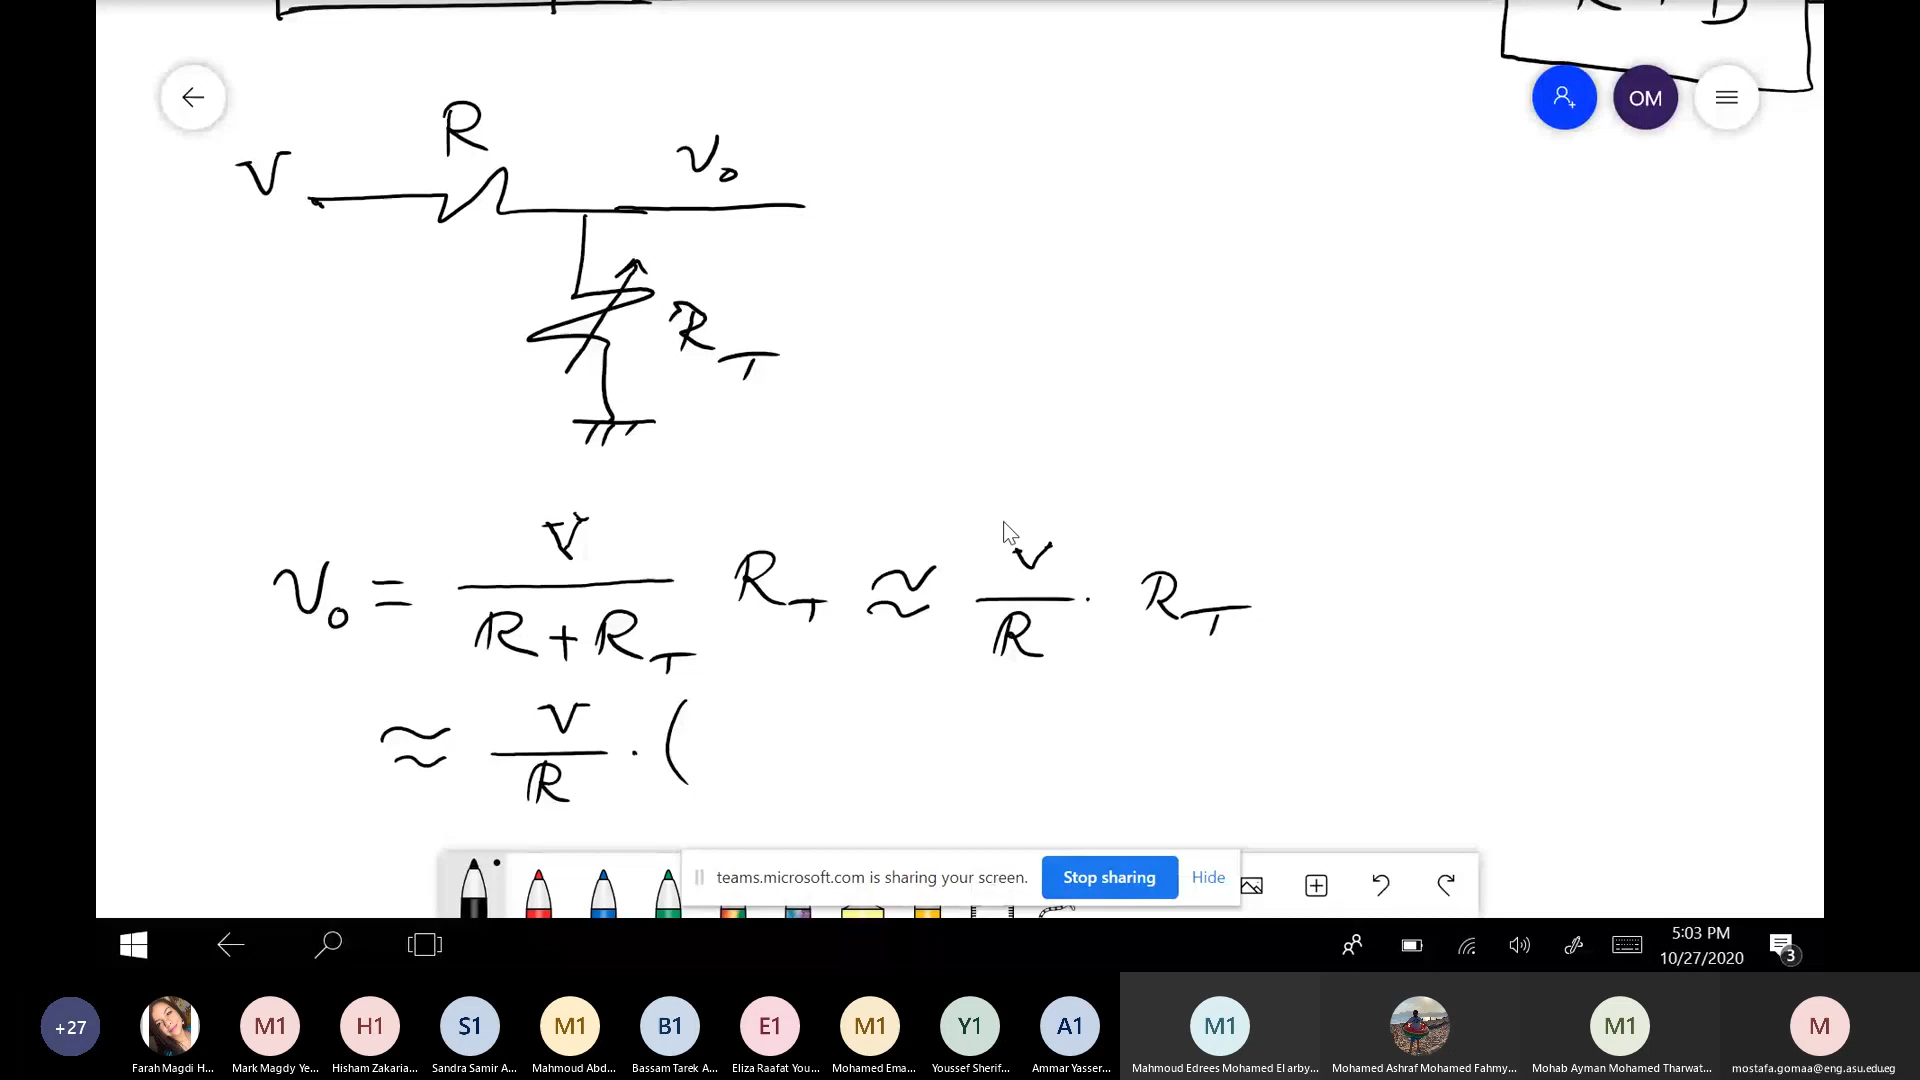 OM
R
V
V₀
R_T
V₀ = V / (R + R_T) R_T ≈ V / R · R_T
≈ V / R · (
teams.microsoft.com is sharing your screen. Stop sharing Hide
5:03 PM
10/27/2020
3
+27 M1 H1 S1 M1 B1 E1 M1 Y1 A1 M1 M1 M
Farah Magdi H... Mark Magdy Ye... Hisham Zakaria... Sandra Samir A... Mahmoud Abd... Bassam Tarek A... Eliza Raafat You... Mohamed Ema... Youssef Sherif... Ammar Yasser... Mahmoud Edrees Mohamed El arby... Mohamed Ashraf Mohamed Fahmy... Mohab Ayman Mohamed Tharwat... mostafa.gomaa@eng.asu.edu.eg